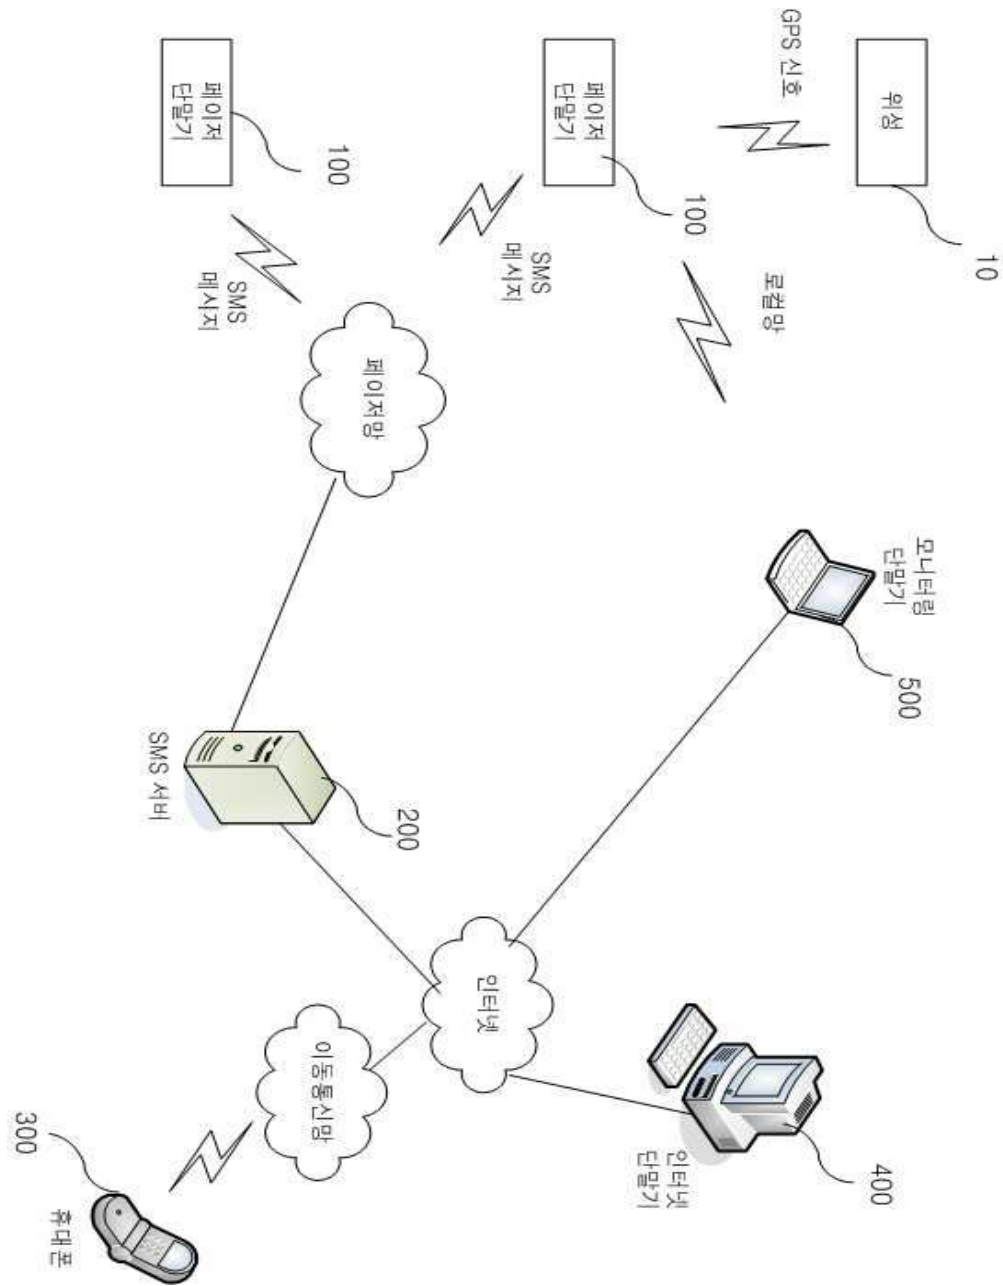 10
위성
모니터링
단말기
500
400
GPS 신호
로컬망
100
인터넷
단말기
페이저
단말기
인터넷
SMS
메시지
200
페이저망
100
이동통신망
SMS
메시지
페이저
단말기
SMS 서버
휴대폰
300